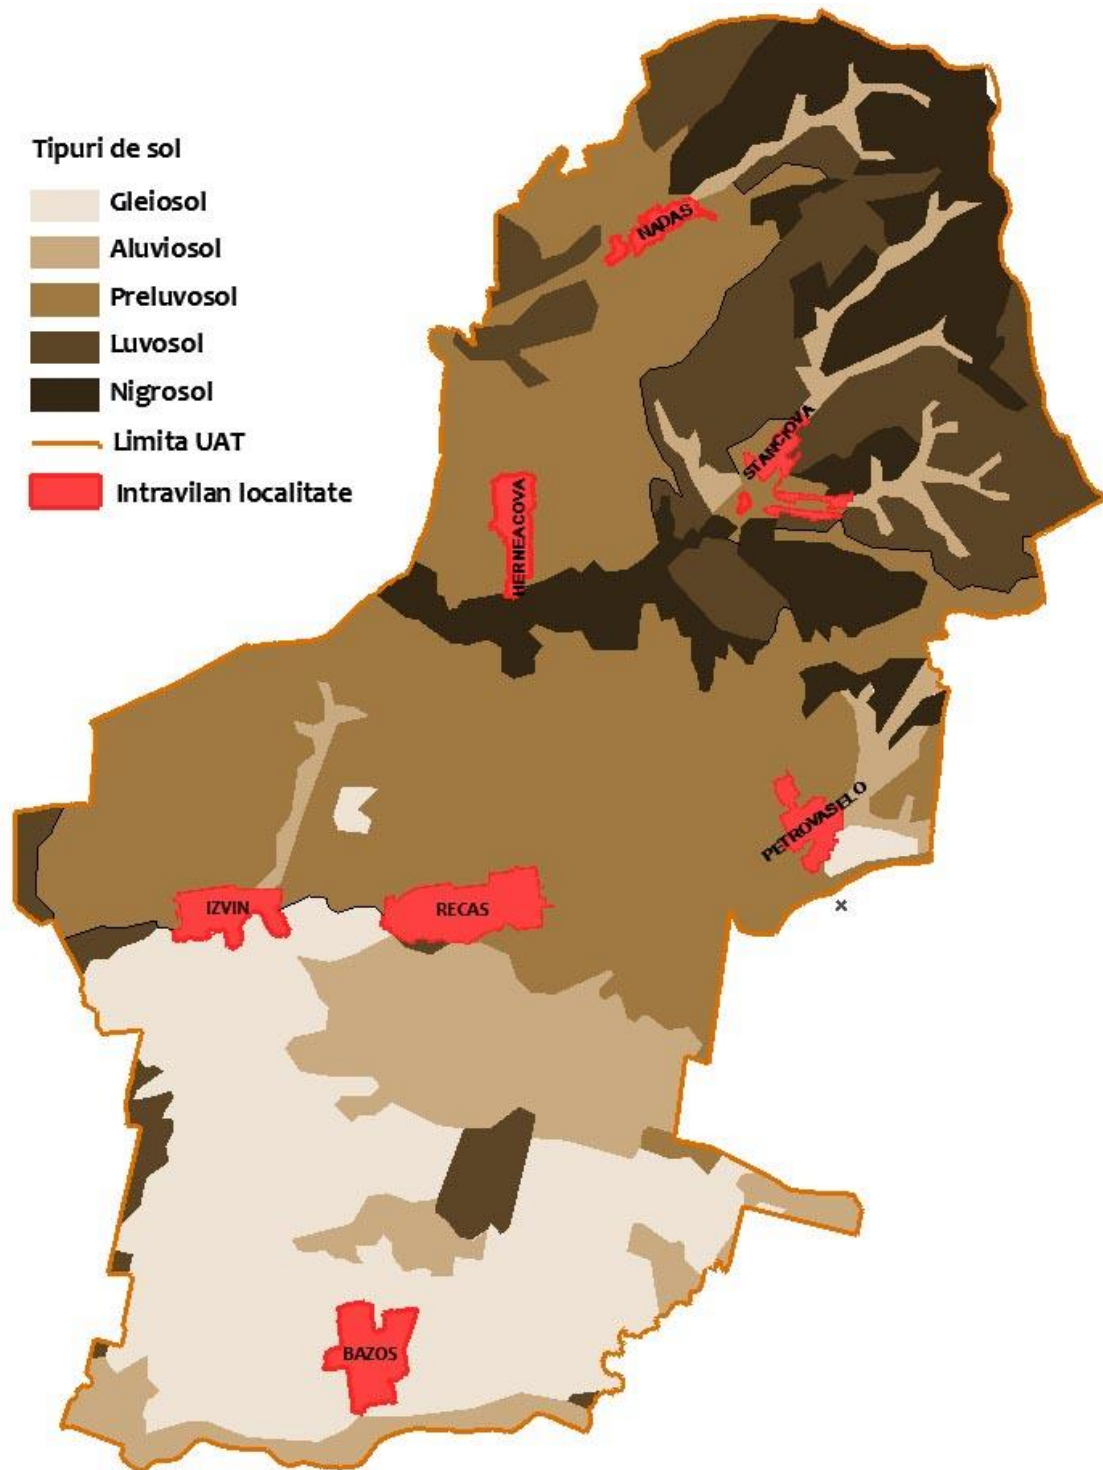 Tipuri de sol
Gleiosol
Aluviosol
Preluvosol
Luvosol
Nigrosol
Limita UAT
Intravilan localitate
NADAS
STANCIOVA
HERNEACOVA
PETROVASELO
IZVIN
RECAS
BAZOS